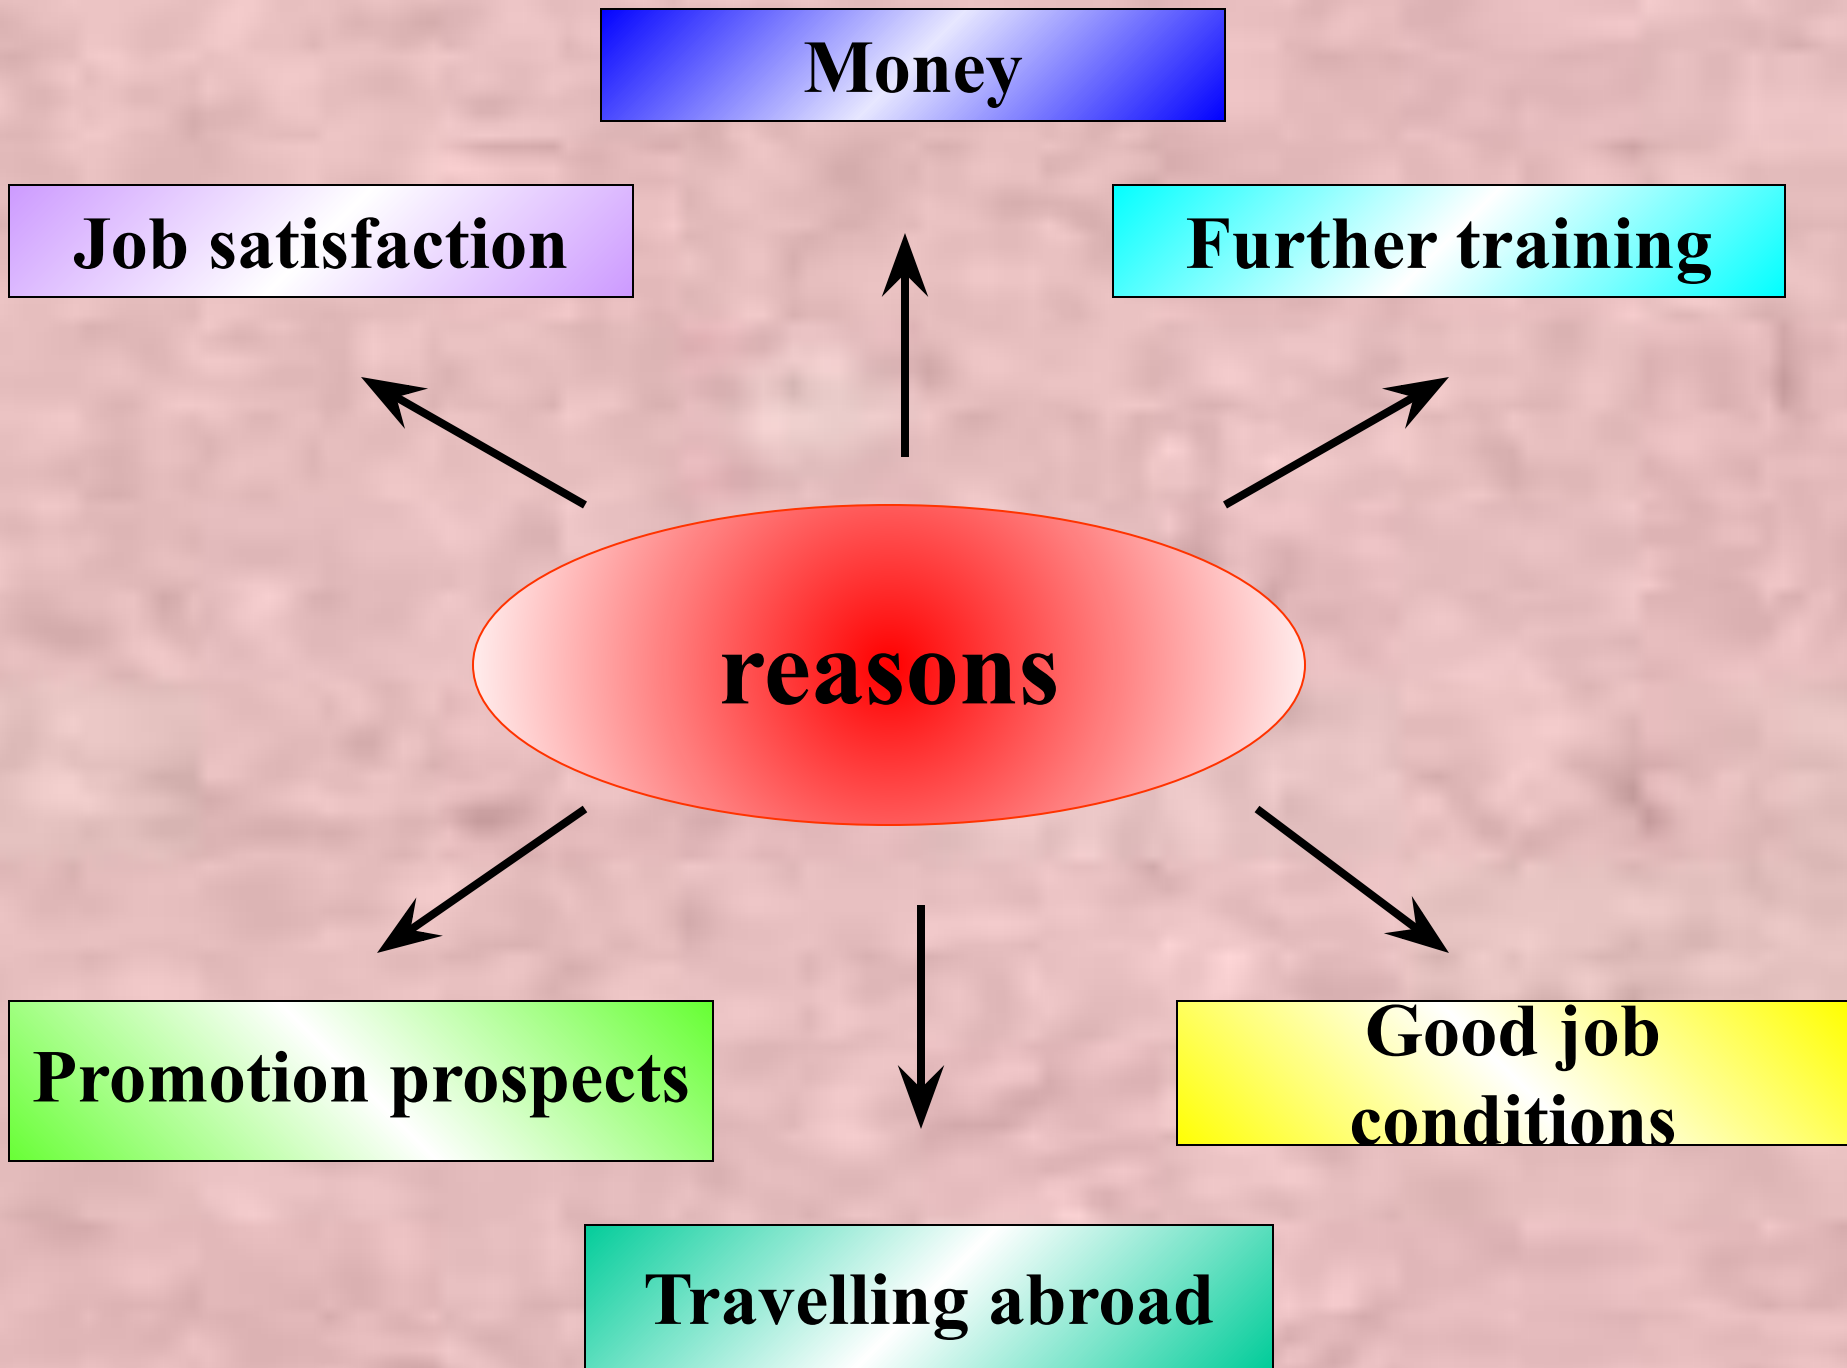 Money
Job satisfaction
Further training
reasons
Promotion prospects
Good job
conditions
Travelling abroad